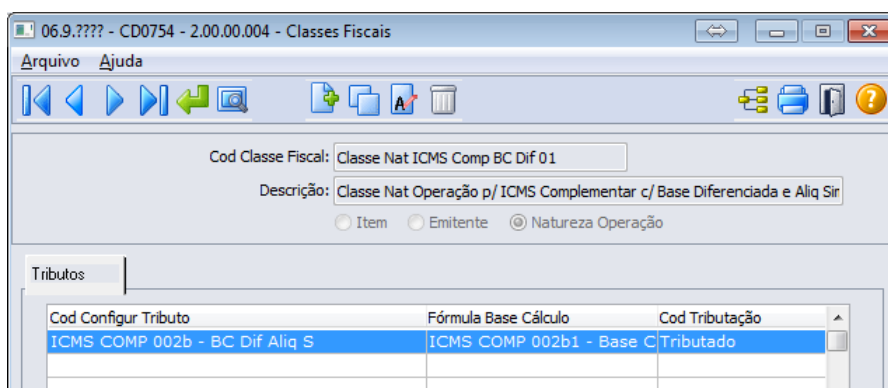 06.9.???? - CD0754 - 2.00.00.004 - Classes Fiscais
Arquivo Ajuda
Cod Classe Fiscal: Classe Nat ICMS Comp BC Dif 01
Descrição: Classe Nat Operação p/ ICMS Complementar c/ Base Diferenciada e Aliq Sir
Item Emitente Natureza Operação
Tributos
Cod Configur Tributo Fórmula Base Cálculo Cod Tributação
ICMS COMP 002b - BC Dif Aliq S ICMS COMP 002b1 - Base C Tributado